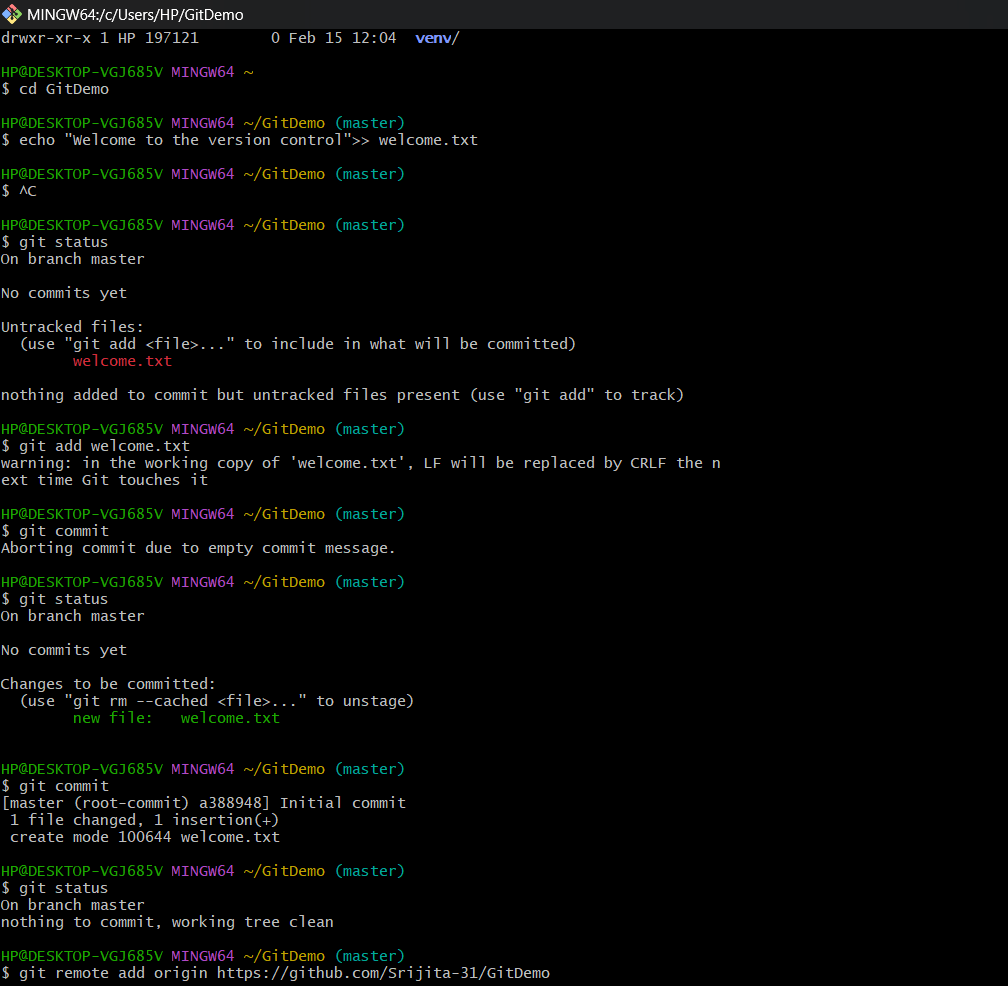 MINGW64:/c/Users/HP/GitDemo
drwxr-xr-x 1 HP 197121        0 Feb 15 12:04  venv/
HP@DESKTOP-VGJ685V MINGW64 ~
$ cd GitDemo
HP@DESKTOP-VGJ685V MINGW64 ~/GitDemo (master)
$ echo "Welcome to the version control">> welcome.txt
HP@DESKTOP-VGJ685V MINGW64 ~/GitDemo (master)
$ ^C
HP@DESKTOP-VGJ685V MINGW64 ~/GitDemo (master)
$ git status
On branch master
No commits yet
Untracked files:
  (use "git add <file>..." to include in what will be committed)
        welcome.txt
nothing added to commit but untracked files present (use "git add" to track)
HP@DESKTOP-VGJ685V MINGW64 ~/GitDemo (master)
$ git add welcome.txt
warning: in the working copy of 'welcome.txt', LF will be replaced by CRLF the n
ext time Git touches it
HP@DESKTOP-VGJ685V MINGW64 ~/GitDemo (master)
$ git commit
Aborting commit due to empty commit message.
HP@DESKTOP-VGJ685V MINGW64 ~/GitDemo (master)
$ git status
On branch master
No commits yet
Changes to be committed:
  (use "git rm --cached <file>..." to unstage)
        new file:   welcome.txt
HP@DESKTOP-VGJ685V MINGW64 ~/GitDemo (master)
$ git commit
[master (root-commit) a388948] Initial commit
 1 file changed, 1 insertion(+)
 create mode 100644 welcome.txt
HP@DESKTOP-VGJ685V MINGW64 ~/GitDemo (master)
$ git status
On branch master
nothing to commit, working tree clean
HP@DESKTOP-VGJ685V MINGW64 ~/GitDemo (master)
$ git remote add origin https://github.com/Srijita-31/GitDemo